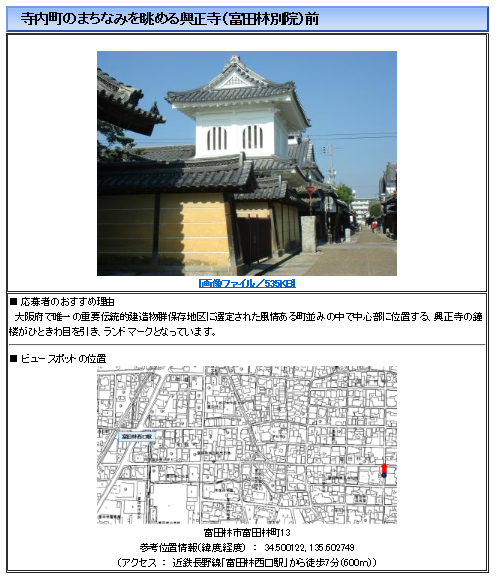 寺内町のまちなみを眺める興正寺（富田林別院）前
[画像ファイル／535KB]
■ 応募者のおすすめ理由
大阪府で唯一の重要伝統的建造物群保存地区に選定された風情ある町並みの中で中心部に位置する、興正寺の鐘
楼がひときわ目を引き、ランドマークとなっています。
■ ビュースポットの位置
富田林西口駅
富田林市富田林町13
参考位置情報（緯度,経度） ： 34.500122, 135.602749
（アクセス ： 近鉄長野線「富田林西口駅」から徒歩7分（600m））